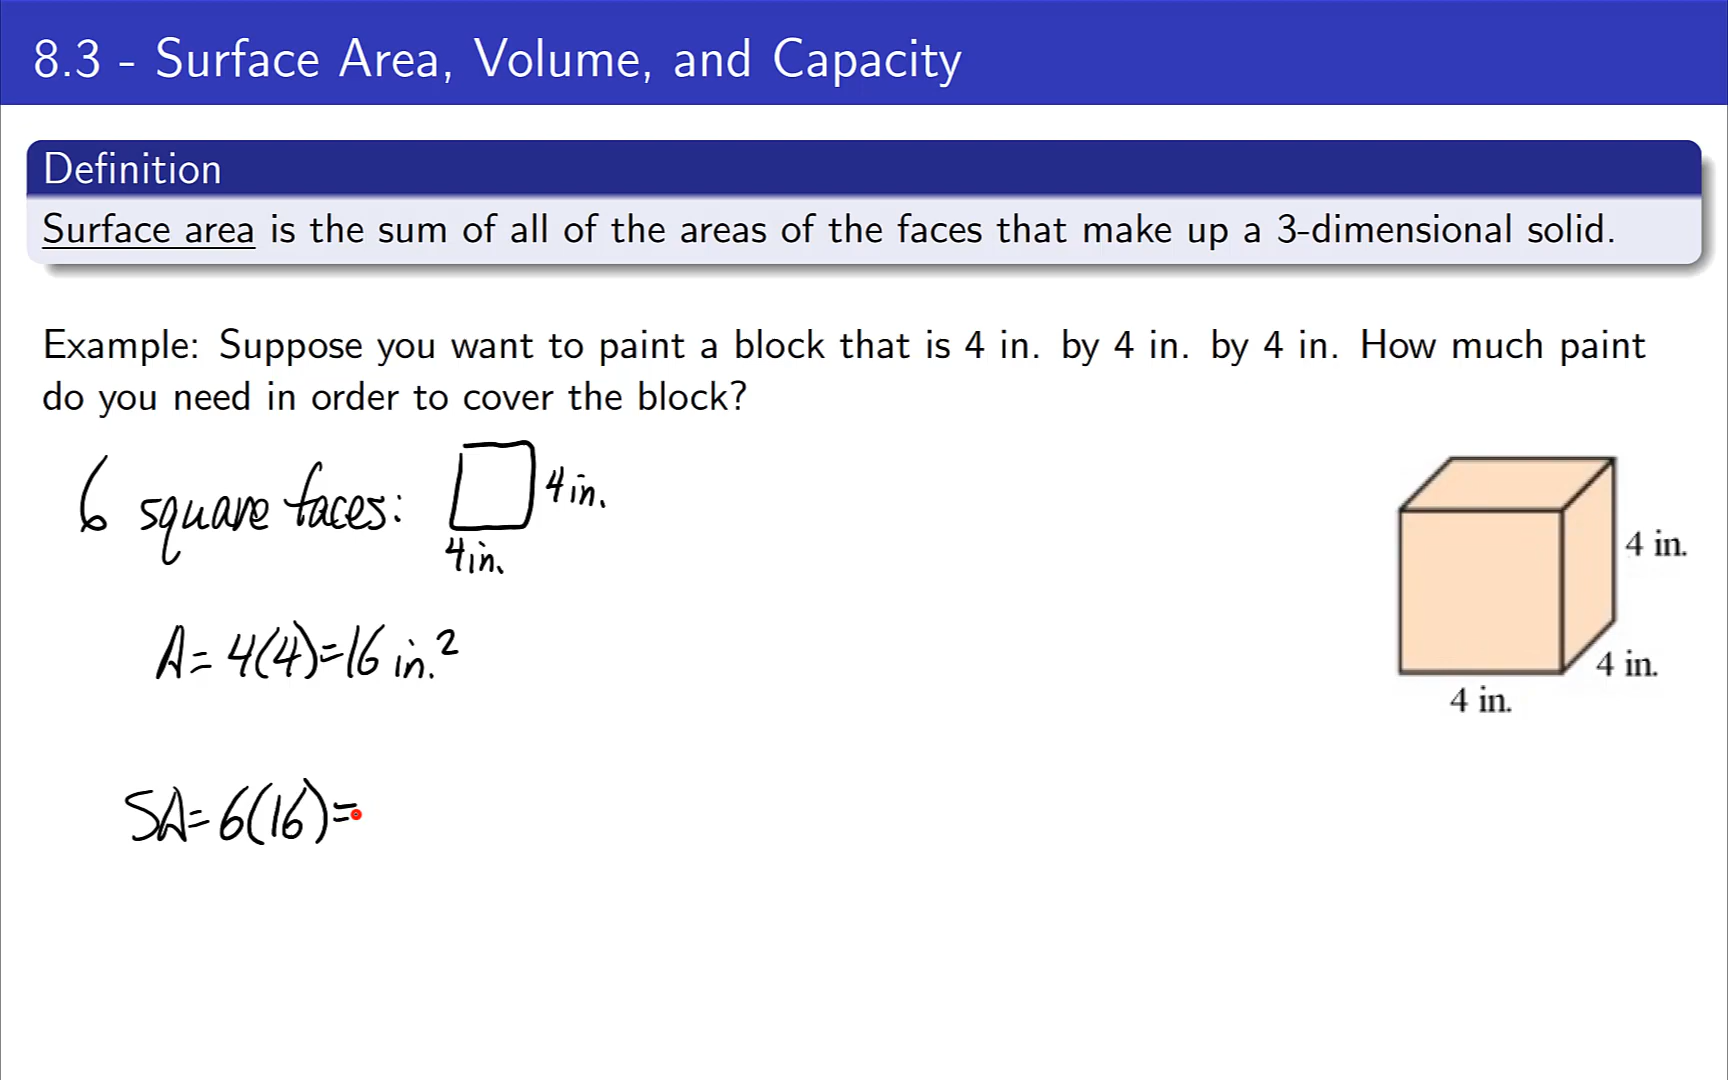 8.3 - Surface Area, Volume, and Capacity
Definition
Surface area is the sum of all of the areas of the faces that make up a 3-dimensional solid.
Example: Suppose you want to paint a block that is 4 in. by 4 in. by 4 in. How much paint
do you need in order to cover the block?
6 square faces:
4 in.
4 in.
A = 4(4) = 16 in.²
SA = 6(16) =
4 in.
4 in.
4 in.